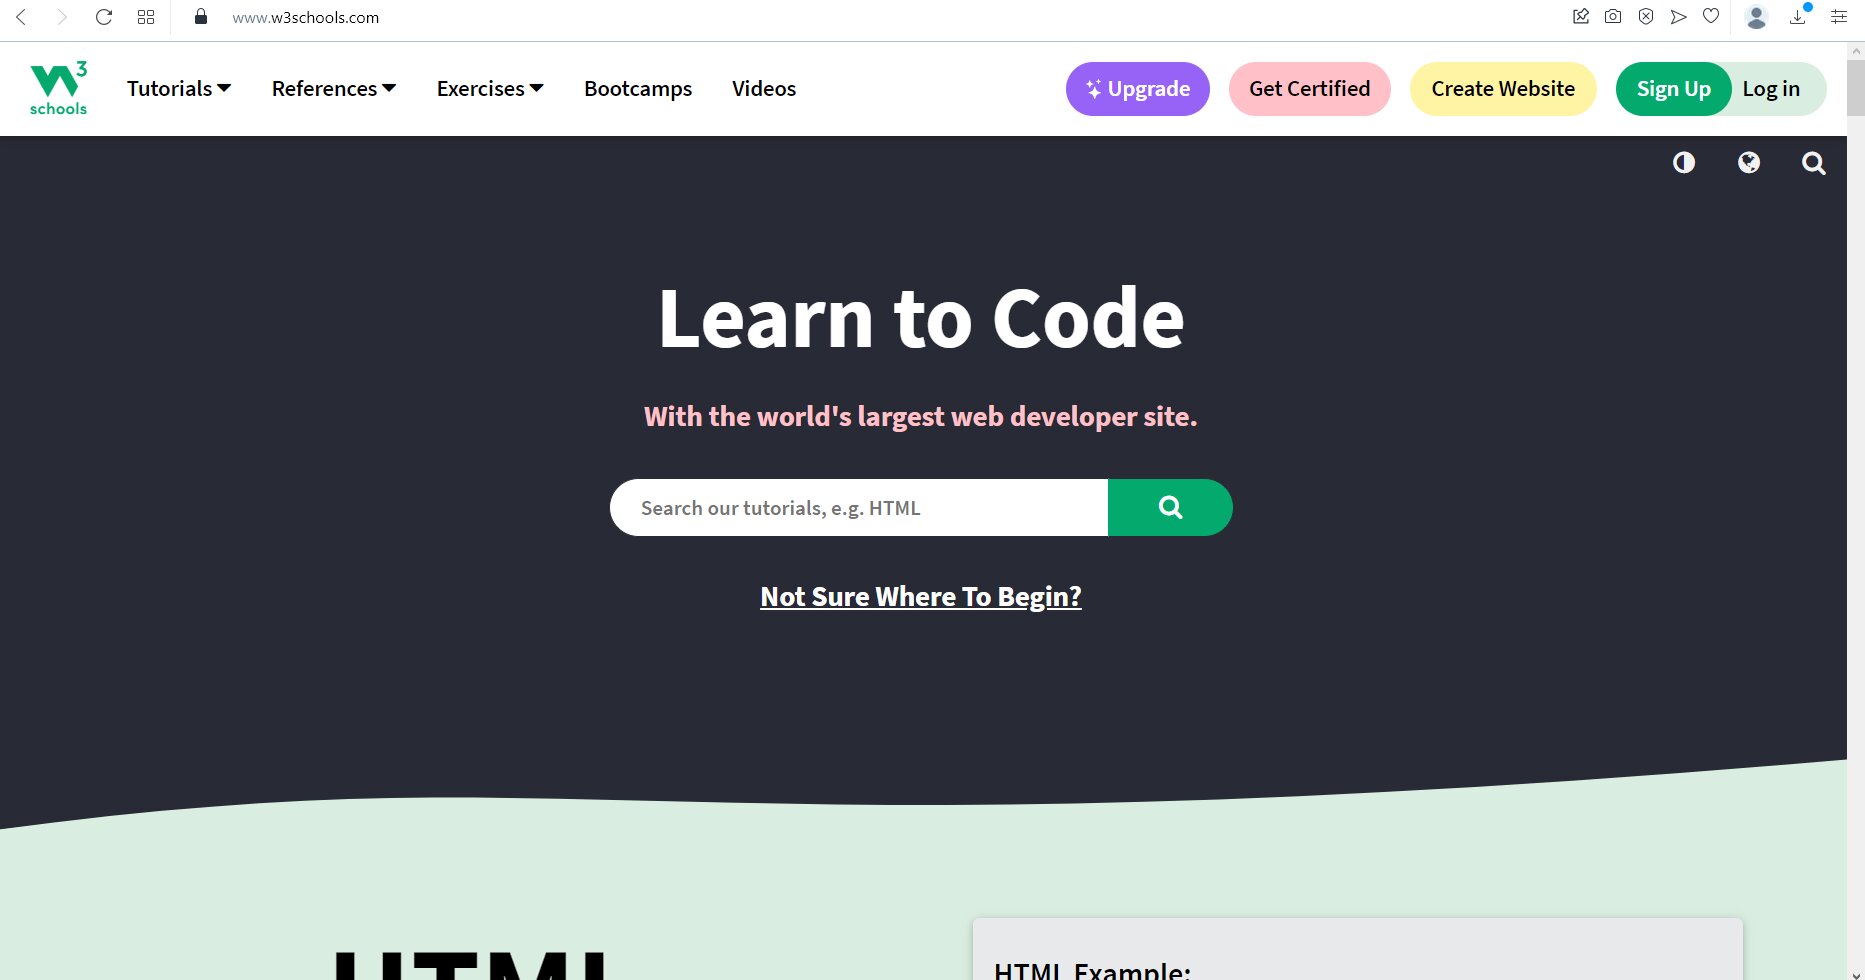 www.w3schools.com
W3
schools
Tutorials
References
Exercises
Bootcamps
Videos
Upgrade
Get Certified
Create Website
Sign Up
Log in
Learn to Code
With the world's largest web developer site.
Search our tutorials, e.g. HTML
Not Sure Where To Begin?
HTML
HTML Example: